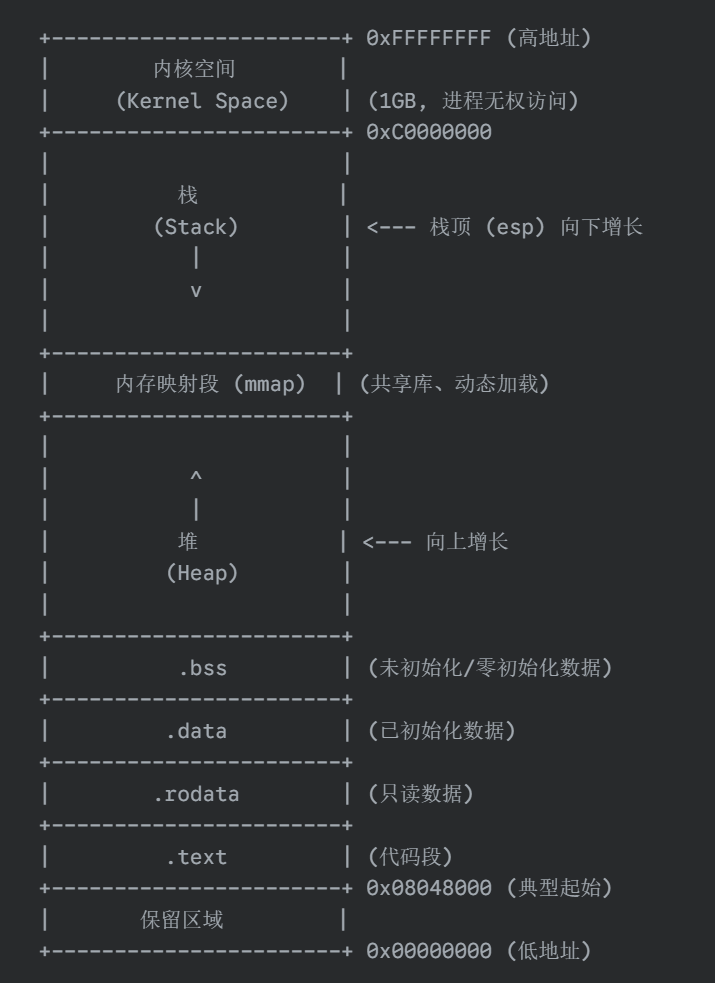 +-----------------------+ 0xFFFFFFFF (高地址)
|        内核空间        |
|     (Kernel Space)    | (1GB, 进程无权访问)
+-----------------------+ 0xC0000000
|                       |
|          栈           |
|        (Stack)        | <--- 栈顶 (esp) 向下增长
|           |           |
|           v           |
|                       |
+-----------------------+
|     内存映射段 (mmap)  | (共享库、动态加载)
+-----------------------+
|                       |
|           ^           |
|           |           |
|          堆           | <--- 向上增长
|         (Heap)        |
|                       |
+-----------------------+
|          .bss         | (未初始化/零初始化数据)
+-----------------------+
|         .data         | (已初始化数据)
+-----------------------+
|        .rodata        | (只读数据)
+-----------------------+
|         .text         | (代码段)
+-----------------------+ 0x08048000 (典型起始)
|       保留区域         |
+-----------------------+ 0x00000000 (低地址)